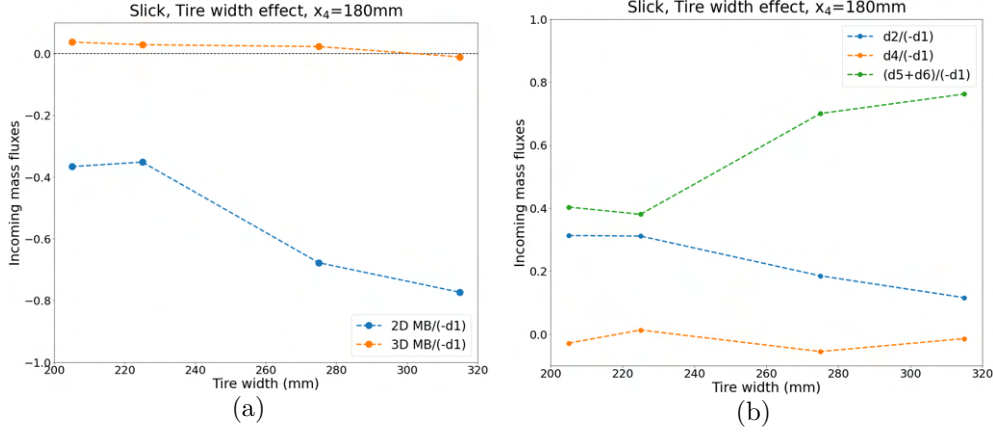 Slick, Tire width effect, x₄=180mm
0.0
−0.2
−0.4
−0.6
−0.8
−1.0
Incoming mass fluxes
2D MB/(-d1)
3D MB/(-d1)
200 220 240 260 280 300 320
Tire width (mm)
(a)
Slick, Tire width effect, x₄=180mm
1.0
0.8
0.6
0.4
0.2
0.0
Incoming mass fluxes
d2/(-d1)
d4/(-d1)
(d5+d6)/(-d1)
200 220 240 260 280 300 320
Tire width (mm)
(b)